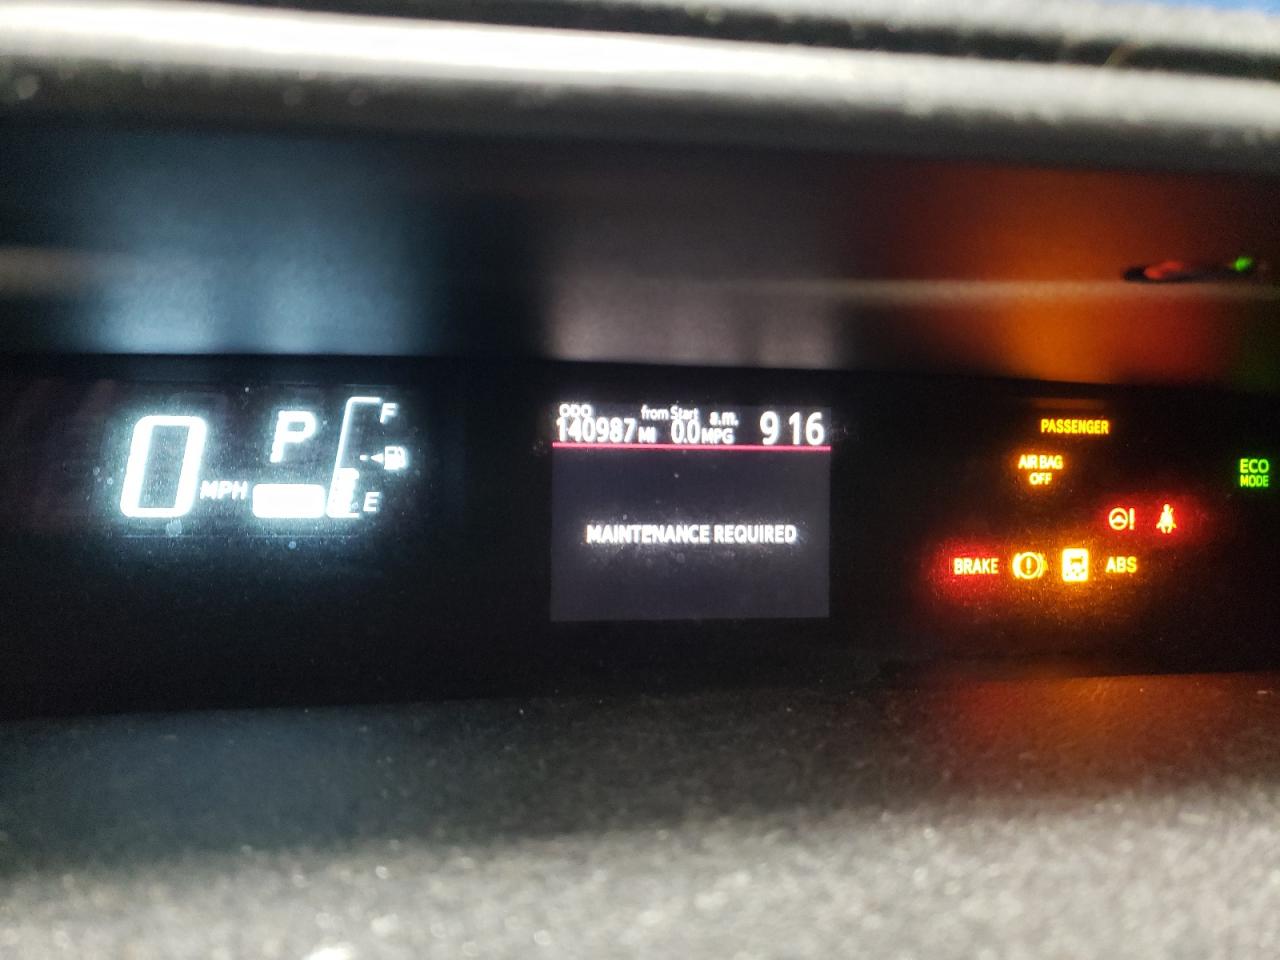 0 MPH
P
F
E
ODO 140987 MI
from Start 0.0 MPG
a.m. 9 16
MAINTENANCE REQUIRED
PASSENGER
AIR BAG
OFF
ECO
MODE
BRAKE
ABS